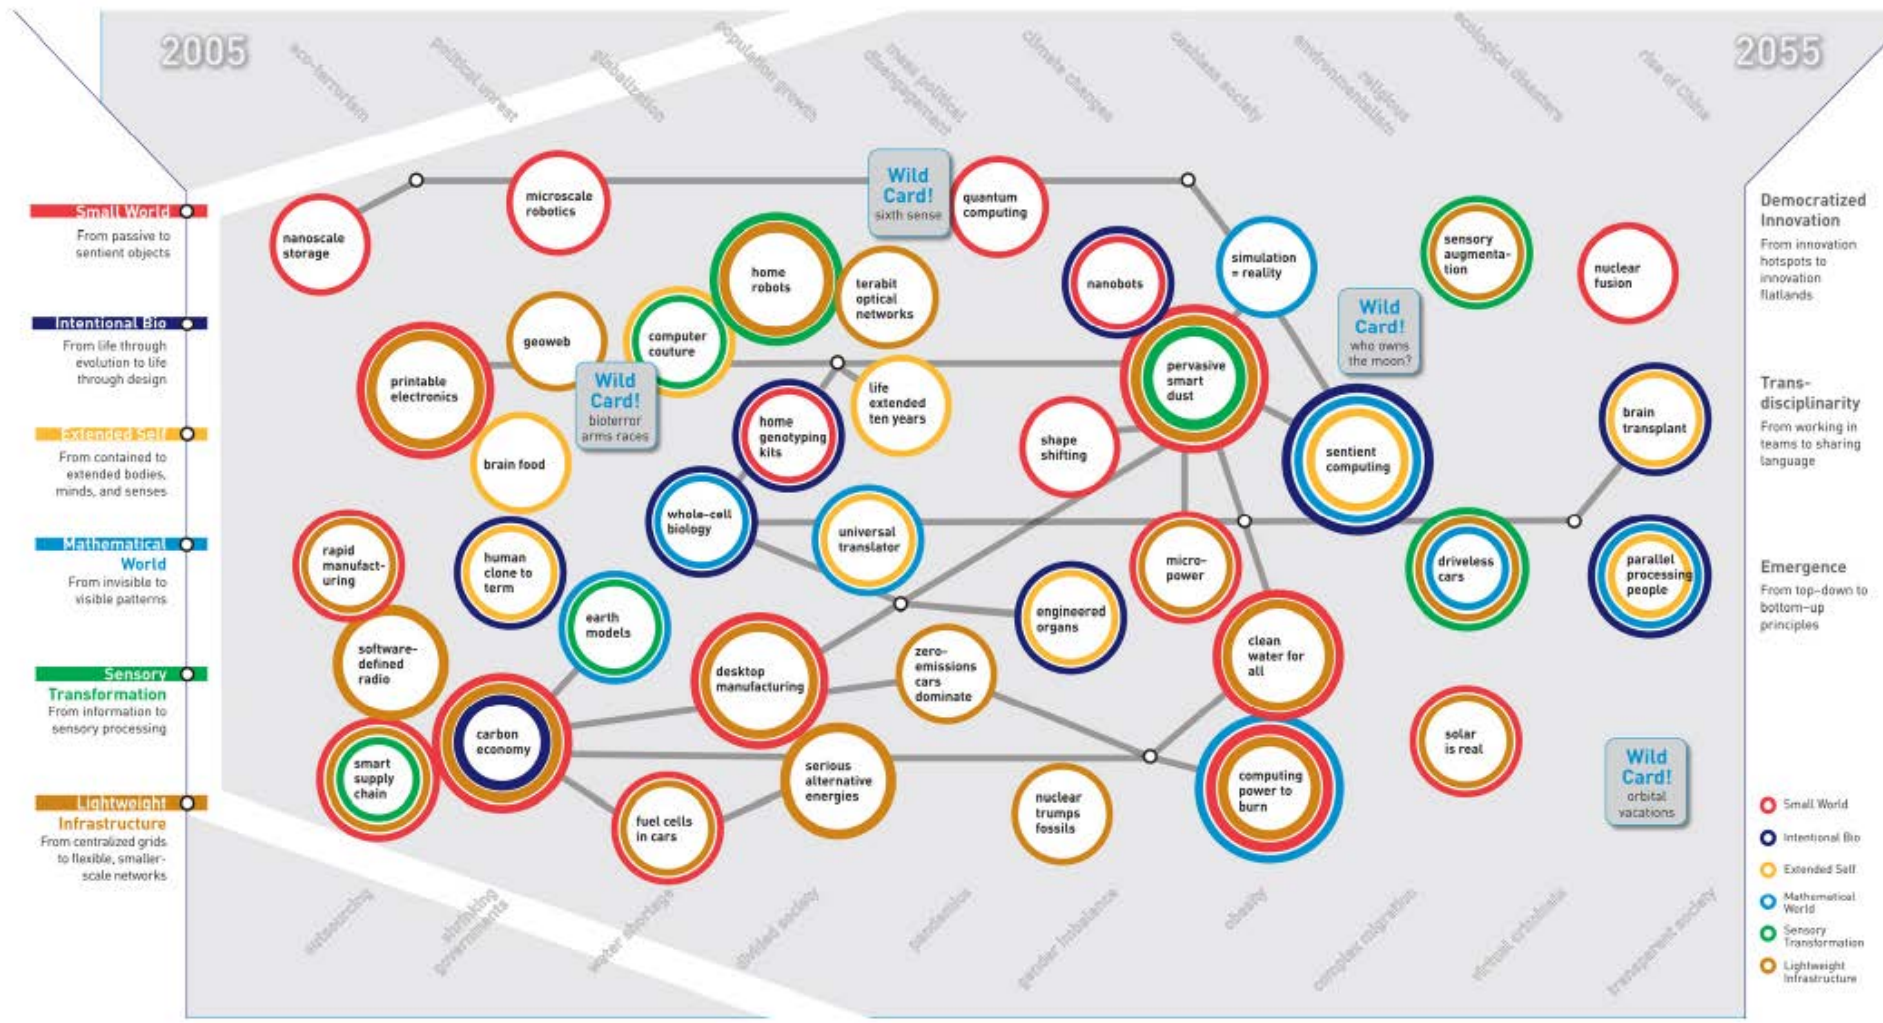 2005
2055
eco-terrorism
political unrest
globalization
population growth
mass political
disengagement
climate changes
cashless society
religious
environmentalism
ecological disasters
rise of China
Small World
From passive to
sentient objects
Intentional Bio
From life through
evolution to life
through design
Extended Self
From contained to
extended bodies,
minds, and senses
Mathematical
World
From invisible to
visible patterns
Sensory
Transformation
From information to
sensory processing
Lightweight
Infrastructure
From centralized grids
to flexible, smaller-
scale networks
nanoscale
storage
microscale
robotics
Wild
Card!
sixth sense
quantum
computing
home
robots
terabit
optical
networks
nanobots
simulation
= reality
sensory
augmenta-
tion
nuclear
fusion
geoweb
computer
couture
printable
electronics
Wild
Card!
bioterror
arms races
home
genotyping
kits
life
extended
ten years
pervasive
smart
dust
Wild
Card!
who owns
the moon?
brain food
shape
shifting
sentient
computing
brain
transplant
whole-cell
biology
universal
translator
rapid
manufact-
uring
human
clone to
term
micro-
power
driveless
cars
parallel
processing
people
earth
models
engineered
organs
software-
defined
radio
desktop
manufacturing
zero-
emissions
cars
dominate
clean
water for
all
carbon
economy
smart
supply
chain
fuel cells
in cars
serious
alternative
energies
nuclear
trumps
fossils
computing
power to
burn
solar
is real
Wild
Card!
orbital
vacations
Democratized
Innovation
From innovation
hotspots to
innovation
flatlands
Trans-
disciplinarity
From working in
teams to sharing
language
Emergence
From top-down to
bottom-up
principles
Small World
Intentional Bio
Extended Self
Mathematical
World
Sensory
Transformation
Lightweight
Infrastructure
outsourcing
shrinking
governments
water shortage
divided society
pandemics
gender imbalance
obesity
complex migration
virtual criminals
transparent society